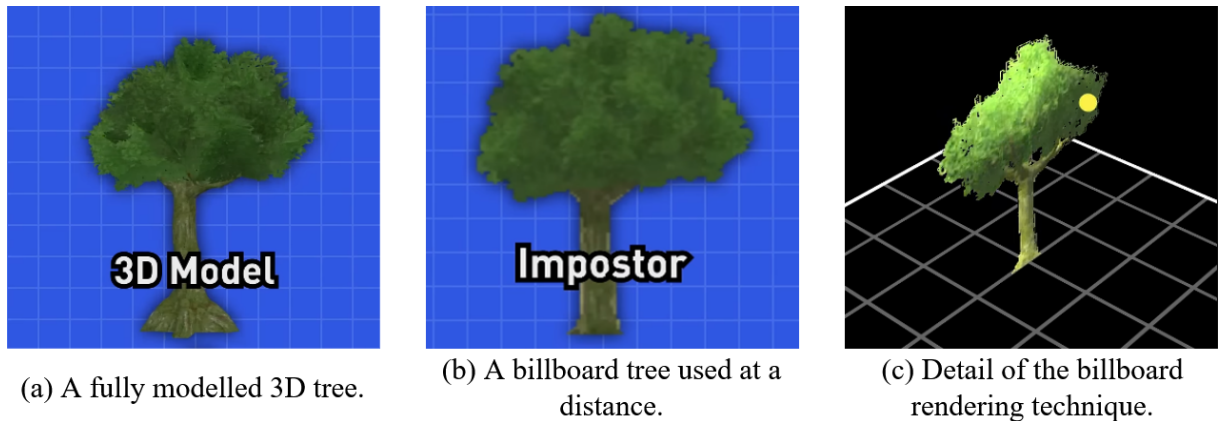 3D Model
Impostor
(a) A fully modelled 3D tree.
(b) A billboard tree used at a
distance.
(c) Detail of the billboard
rendering technique.